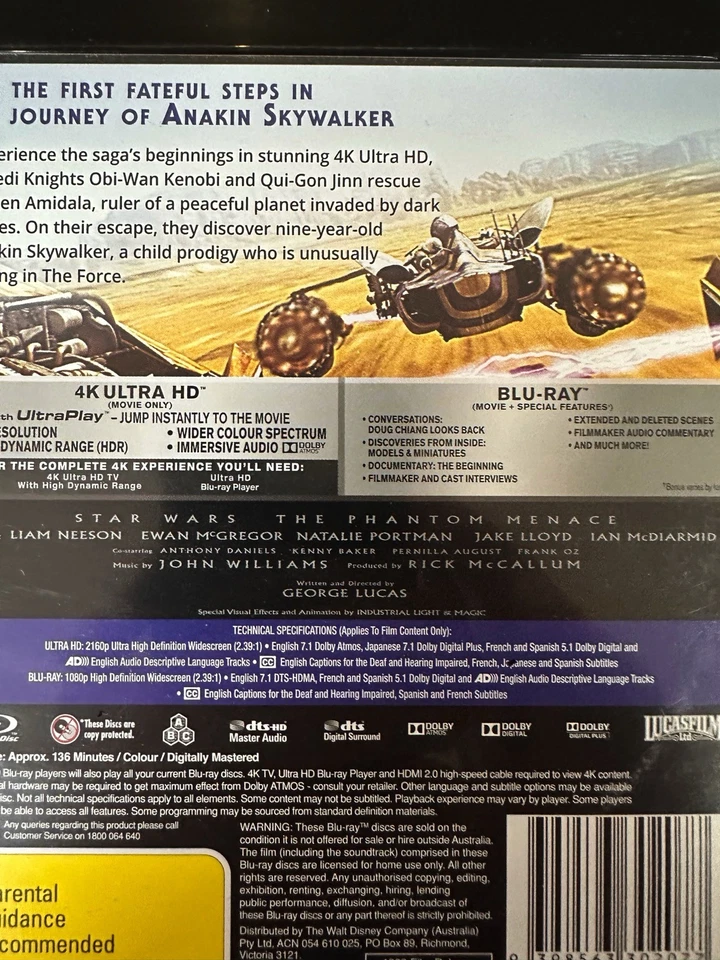 THE FIRST FATEFUL STEPS IN
JOURNEY OF ANAKIN SKYWALKER
erience the saga's beginnings in stunning 4K Ultra HD,
edi Knights Obi-Wan Kenobi and Qui-Gon Jinn rescue
en Amidala, ruler of a peaceful planet invaded by dark
es. On their escape, they discover nine-year-old
kin Skywalker, a child prodigy who is unusually
ng in The Force.
4K ULTRA HD™
(MOVIE ONLY)
th UltraPlay™ – JUMP INSTANTLY TO THE MOVIE
ESOLUTION • WIDER COLOUR SPECTRUM
DYNAMIC RANGE (HDR) • IMMERSIVE AUDIO DOLBY ATMOS
R THE COMPLETE 4K EXPERIENCE YOU'LL NEED:
4K Ultra HD TV Ultra HD
With High Dynamic Range Blu-ray Player
BLU-RAY™
(MOVIE + SPECIAL FEATURES*)
• CONVERSATIONS:
DOUG CHIANG LOOKS BACK
• DISCOVERIES FROM INSIDE:
MODELS & MINIATURES
• DOCUMENTARY: THE BEGINNING
• FILMMAKER AND CAST INTERVIEWS
• EXTENDED AND DELETED SCENES
• FILMMAKER AUDIO COMMENTARY
• AND MUCH MORE!
*Bonus varies by
STAR WARS THE PHANTOM MENACE
LIAM NEESON EWAN McGREGOR NATALIE PORTMAN JAKE LLOYD IAN McDIARMID
Co-starring ANTHONY DANIELS KENNY BAKER PERNILLA AUGUST FRANK OZ
Music by JOHN WILLIAMS Produced by RICK McCALLUM
Written and Directed by
GEORGE LUCAS
Special Visual Effects and Animation by INDUSTRIAL LIGHT & MAGIC
TECHNICAL SPECIFICATIONS (Applies To Film Content Only):
ULTRA HD: 2160p Ultra High Definition Widescreen (2.39:1) • English 7.1 Dolby Atmos, Japanese 7.1 Dolby Digital Plus, French and Spanish 5.1 Dolby Digital and
AD))) English Audio Descriptive Language Tracks • CC English Captions for the Deaf and Hearing Impaired, French, Japanese and Spanish Subtitles
BLU-RAY: 1080p High Definition Widescreen (2.39:1) • English 7.1 DTS-HDMA, French and Spanish 5.1 Dolby Digital and AD))) English Audio Descriptive Language Tracks
• CC English Captions for the Deaf and Hearing Impaired, Spanish and French Subtitles
Disc "These Discs are copy protected. A B C dts-HD Master Audio dts Digital Surround DOLBY ATMOS DOLBY DIGITAL DOLBY DIGITAL PLUS LUCASFILM Ltd.
e: Approx. 136 Minutes / Colour / Digitally Mastered
Blu-ray players will also play all your current Blu-ray discs. 4K TV, Ultra HD Blu-ray Player and HDMI 2.0 high-speed cable required to view 4K content.
al hardware may be required to get maximum effect from Dolby ATMOS - consult your retailer. Other language and subtitle options may be available
isc. Not all technical specifications apply to all elements. Some content may not be subtitled. Playback experience may vary by player. Some players
be able to access all features. Some programming may be sourced from standard definition materials.
Any queries regarding this product please call
Customer Service on 1800 064 640
WARNING: These Blu-ray™ discs are sold on the
condition it is not offered for sale or hire outside Australia.
The film (including the soundtrack) comprised in these
Blu-ray discs are licensed for home use only. All other
rights are reserved. Any unauthorised copying, editing,
exhibition, renting, exchanging, hiring, lending
public performance, diffusion, and/or broadcast of
these Blu-ray discs or any part thereof is strictly prohibited.
Distributed by The Walt Disney Company (Australia)
Pty Ltd, ACN 054 610 025, PO Box 89, Richmond,
Victoria 3121.
arental
uidance
commended